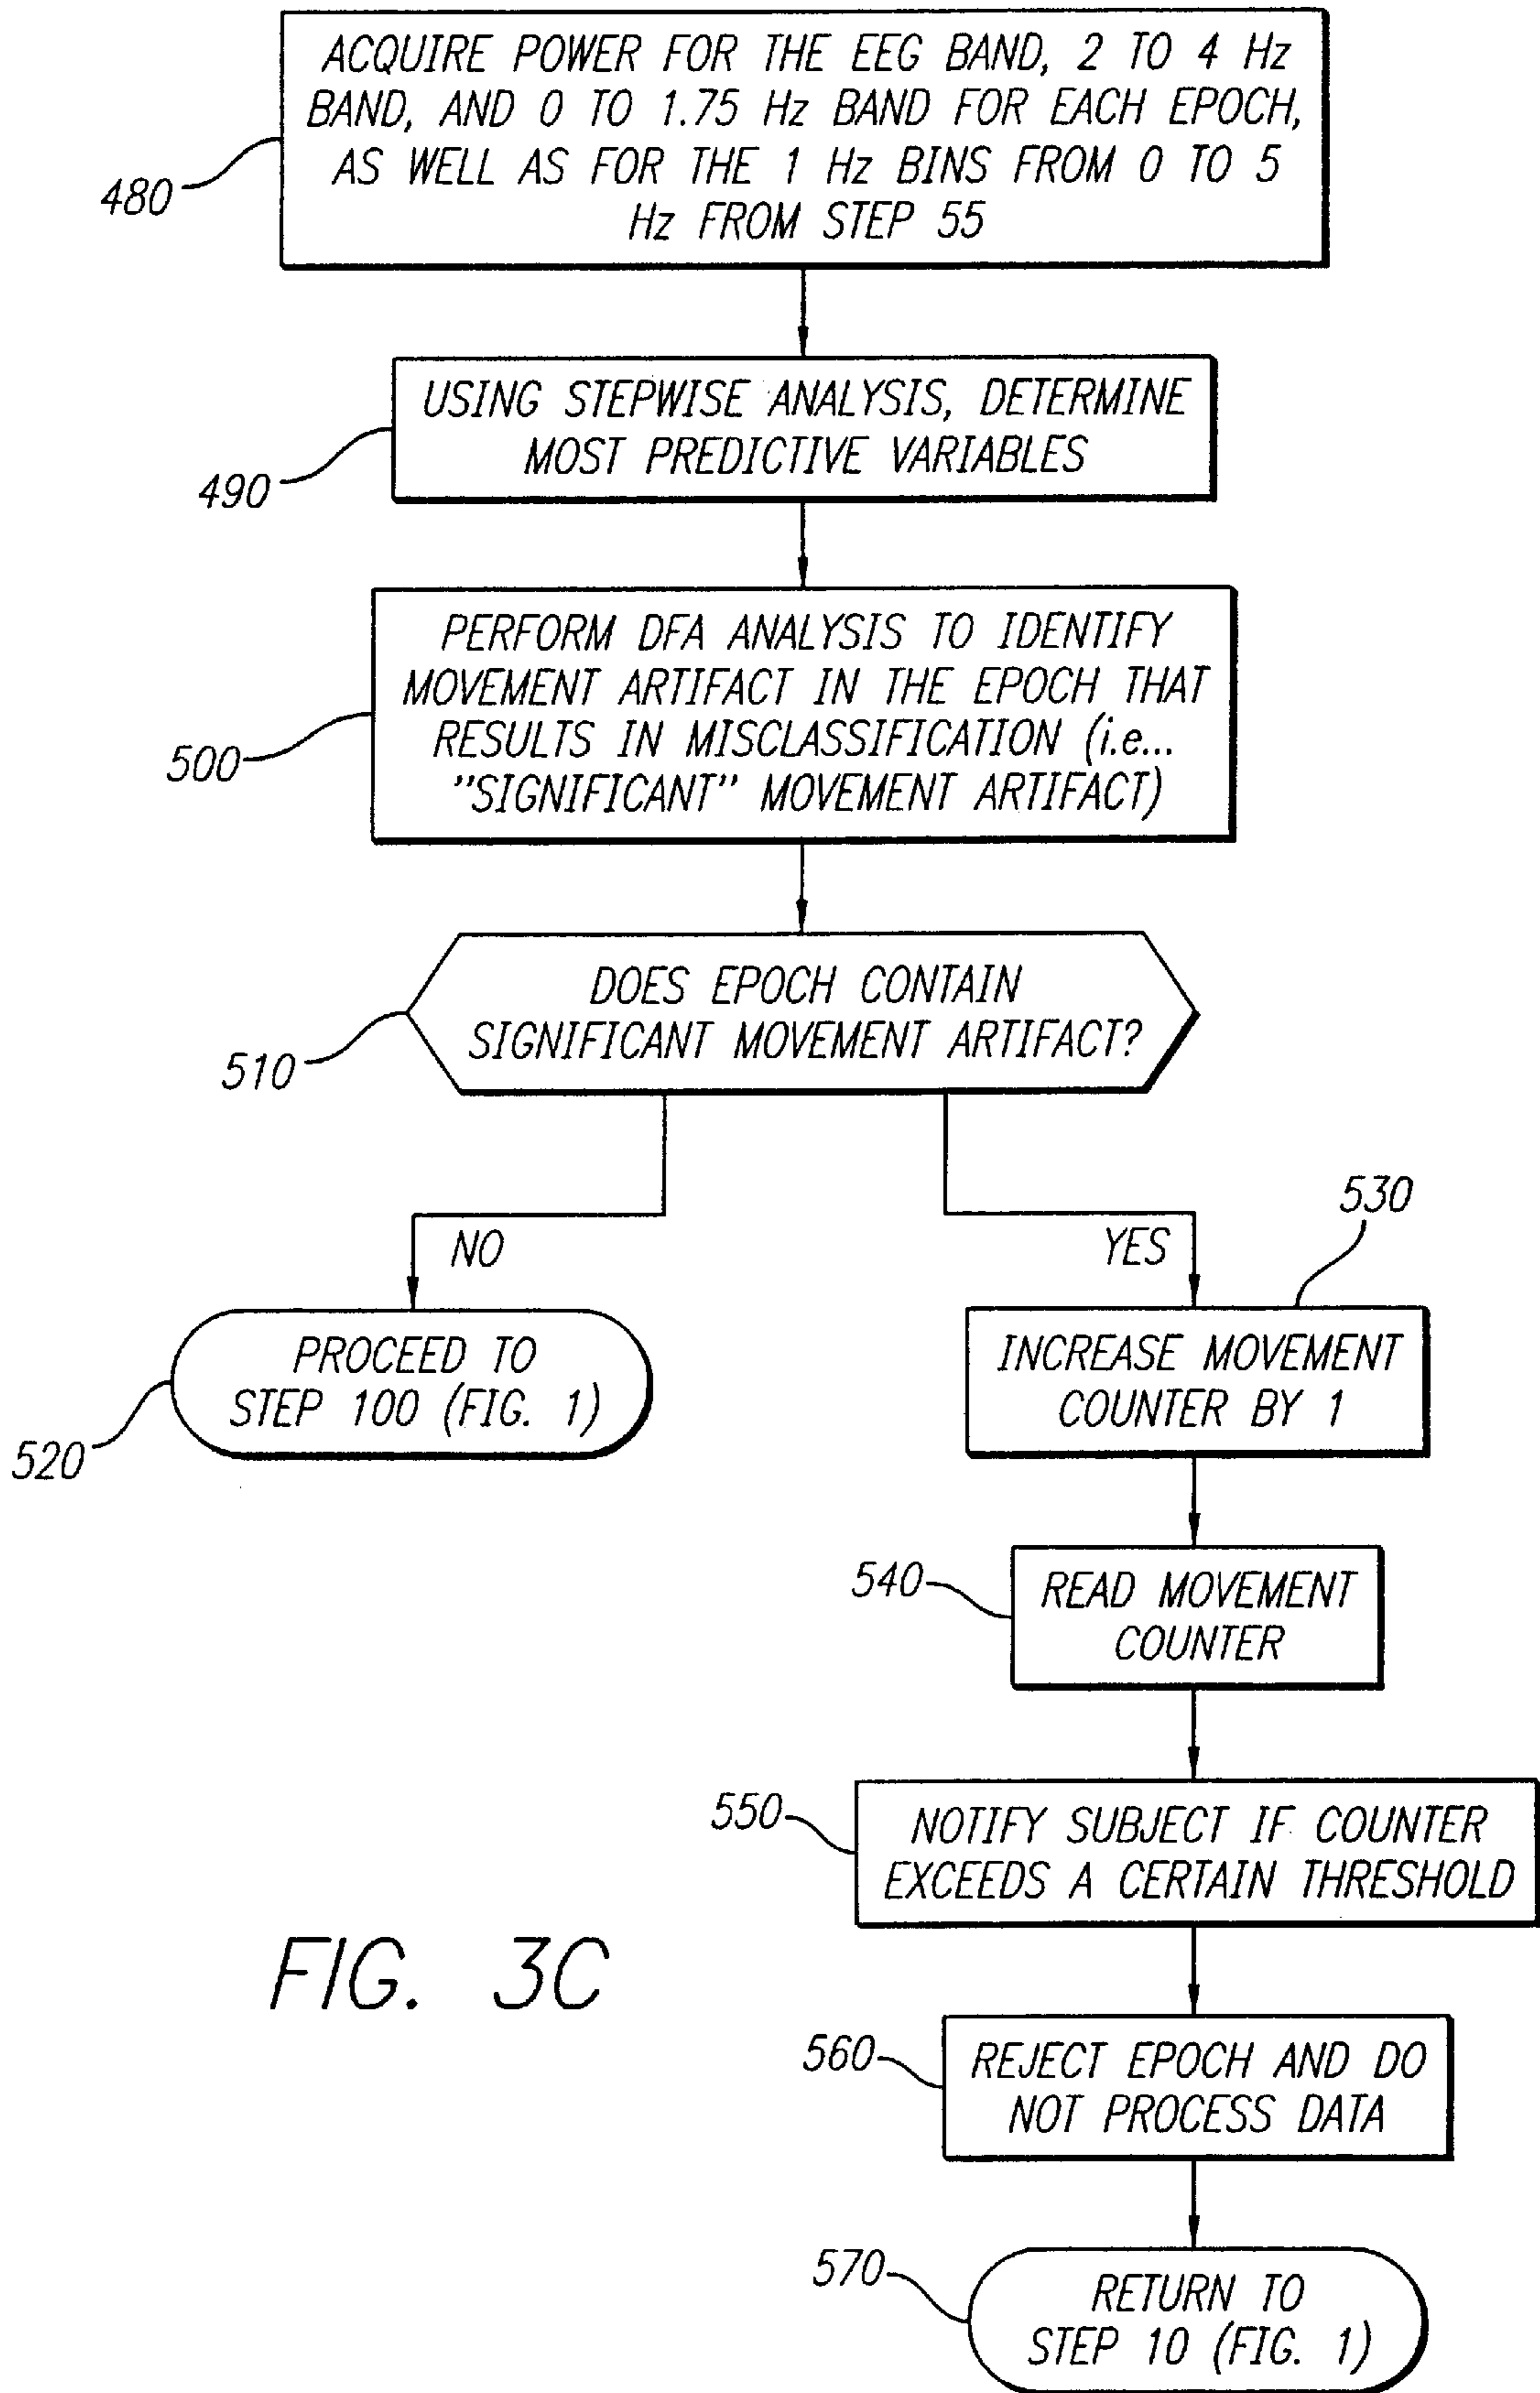 ACQUIRE POWER FOR THE EEG BAND, 2 TO 4 Hz
BAND, AND 0 TO 1.75 Hz BAND FOR EACH EPOCH,
AS WELL AS FOR THE 1 Hz BINS FROM 0 TO 5
Hz FROM STEP 55
480
USING STEPWISE ANALYSIS, DETERMINE
MOST PREDICTIVE VARIABLES
490
PERFORM DFA ANALYSIS TO IDENTIFY
MOVEMENT ARTIFACT IN THE EPOCH THAT
RESULTS IN MISCLASSIFICATION (i.e...
"SIGNIFICANT" MOVEMENT ARTIFACT)
500
DOES EPOCH CONTAIN
SIGNIFICANT MOVEMENT ARTIFACT?
510
NO
YES
530
PROCEED TO
STEP 100 (FIG. 1)
520
INCREASE MOVEMENT
COUNTER BY 1
540
READ MOVEMENT
COUNTER
550
NOTIFY SUBJECT IF COUNTER
EXCEEDS A CERTAIN THRESHOLD
FIG. 3C
560
REJECT EPOCH AND DO
NOT PROCESS DATA
570
RETURN TO
STEP 10 (FIG. 1)